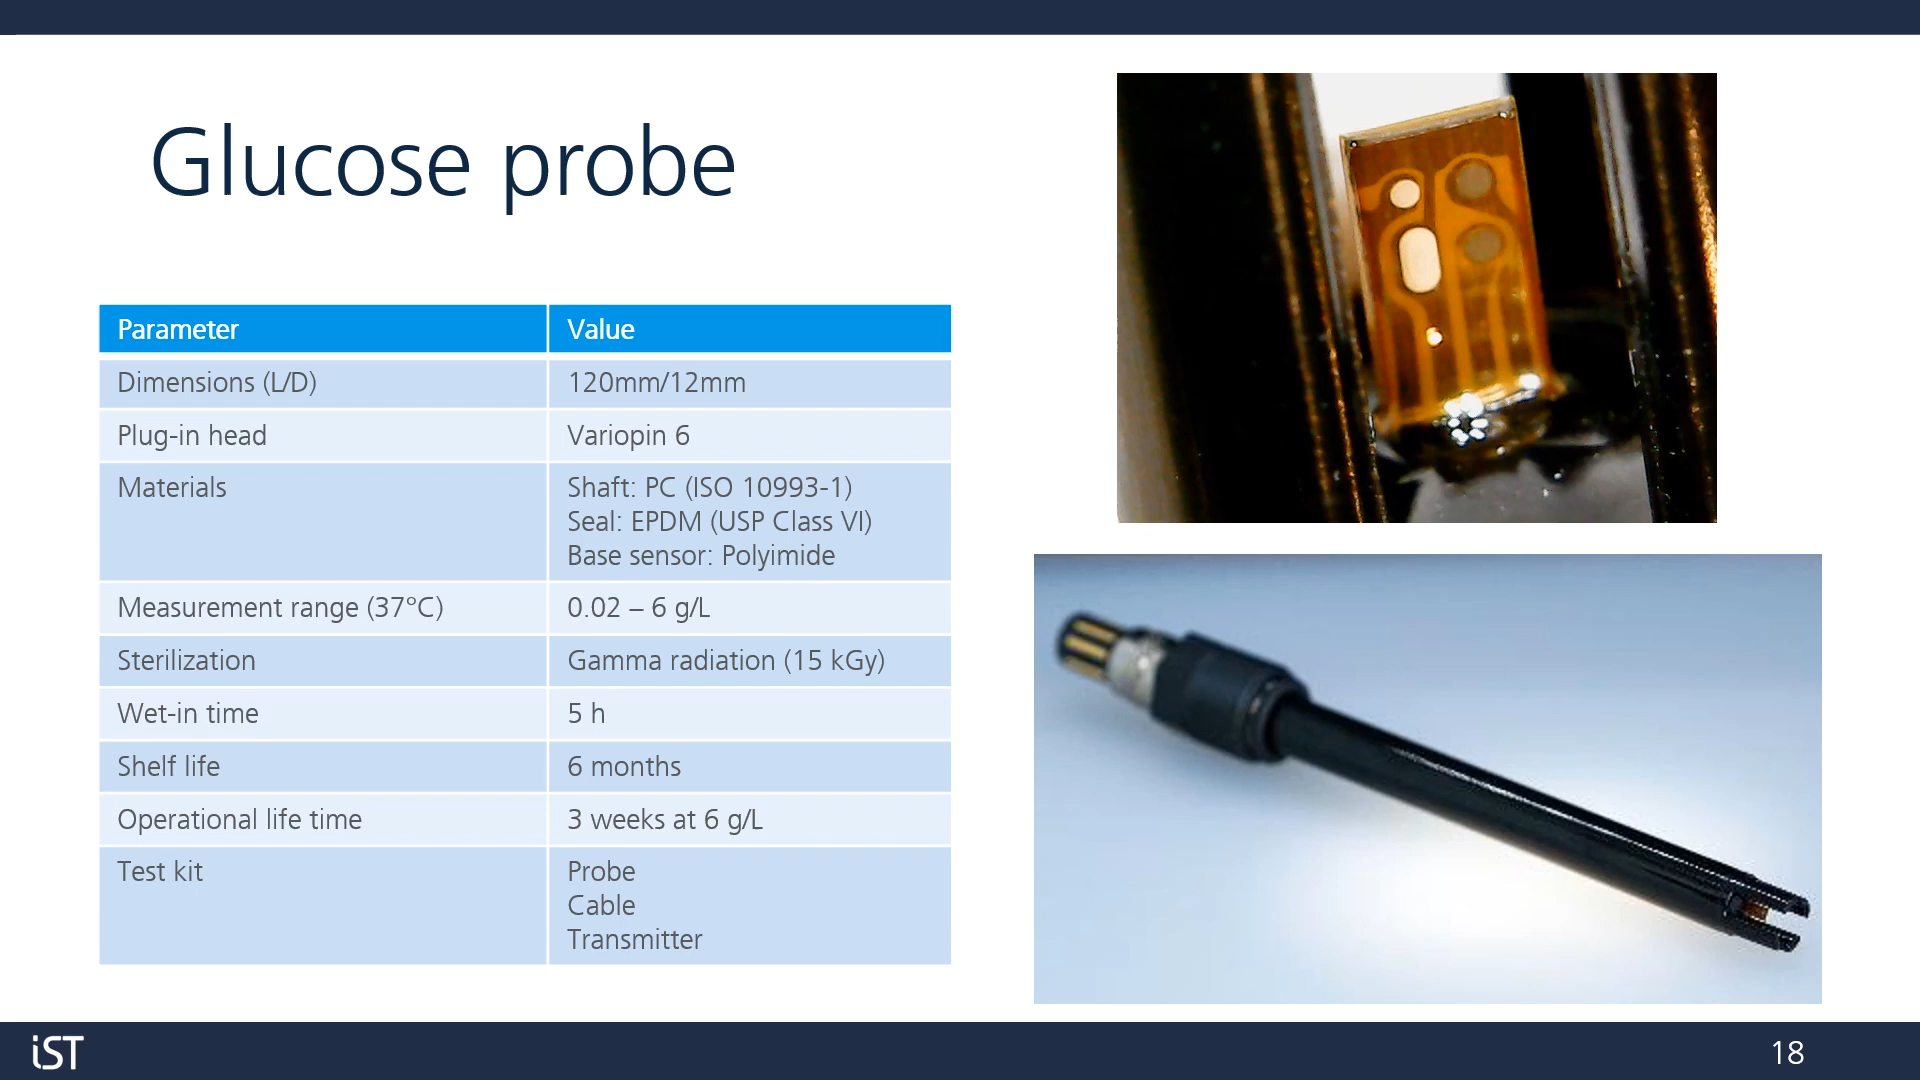 Glucose probe
Parameter Value
Dimensions (L/D) 120mm/12mm
Plug-in head Variopin 6
Materials Shaft: PC (ISO 10993-1)
Seal: EPDM (USP Class VI)
Base sensor: Polyimide
Measurement range (37°C) 0.02 – 6 g/L
Sterilization Gamma radiation (15 kGy)
Wet-in time 5 h
Shelf life 6 months
Operational life time 3 weeks at 6 g/L
Test kit Probe
Cable
Transmitter
iST
18